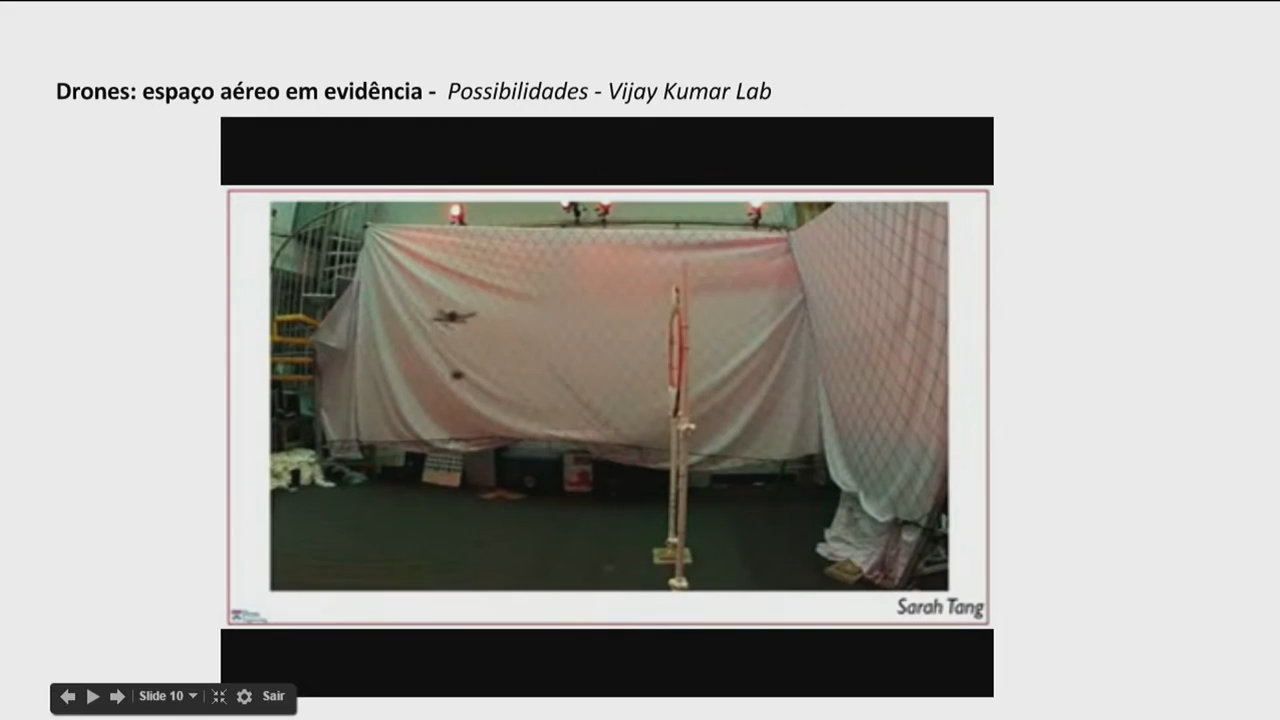 Drones: espaço aéreo em evidência - Possibilidades - Vijay Kumar Lab
Sarah Tang
Slide 10
Sair